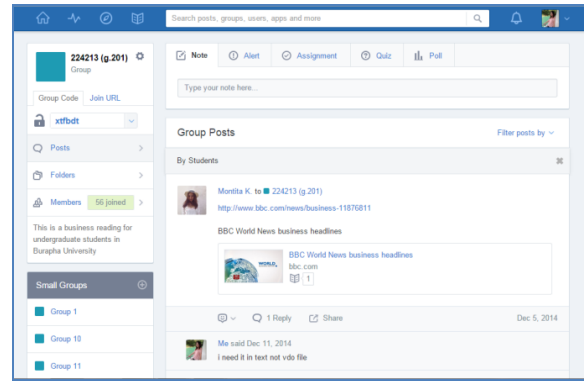 Search posts, groups, users, apps and more
224213 (g.201)
Group
Group Code Join URL
xtfbdt
Posts
Folders
Members 56 joined
This is a business reading for
undergraduate students in
Burapha University
Small Groups
Group 1
Group 10
Group 11
Note Alert Assignment Quiz Poll
Type your note here...
Group Posts Filter posts by
By Students
Montita K. to 224213 (g.201)
http://www.bbc.com/news/business-11876811
BBC World News business headlines
WORLD
BBC World News business headlines
bbc.com
1
1 Reply Share Dec 5, 2014
Me said Dec 11, 2014
i need it in text not vdo file